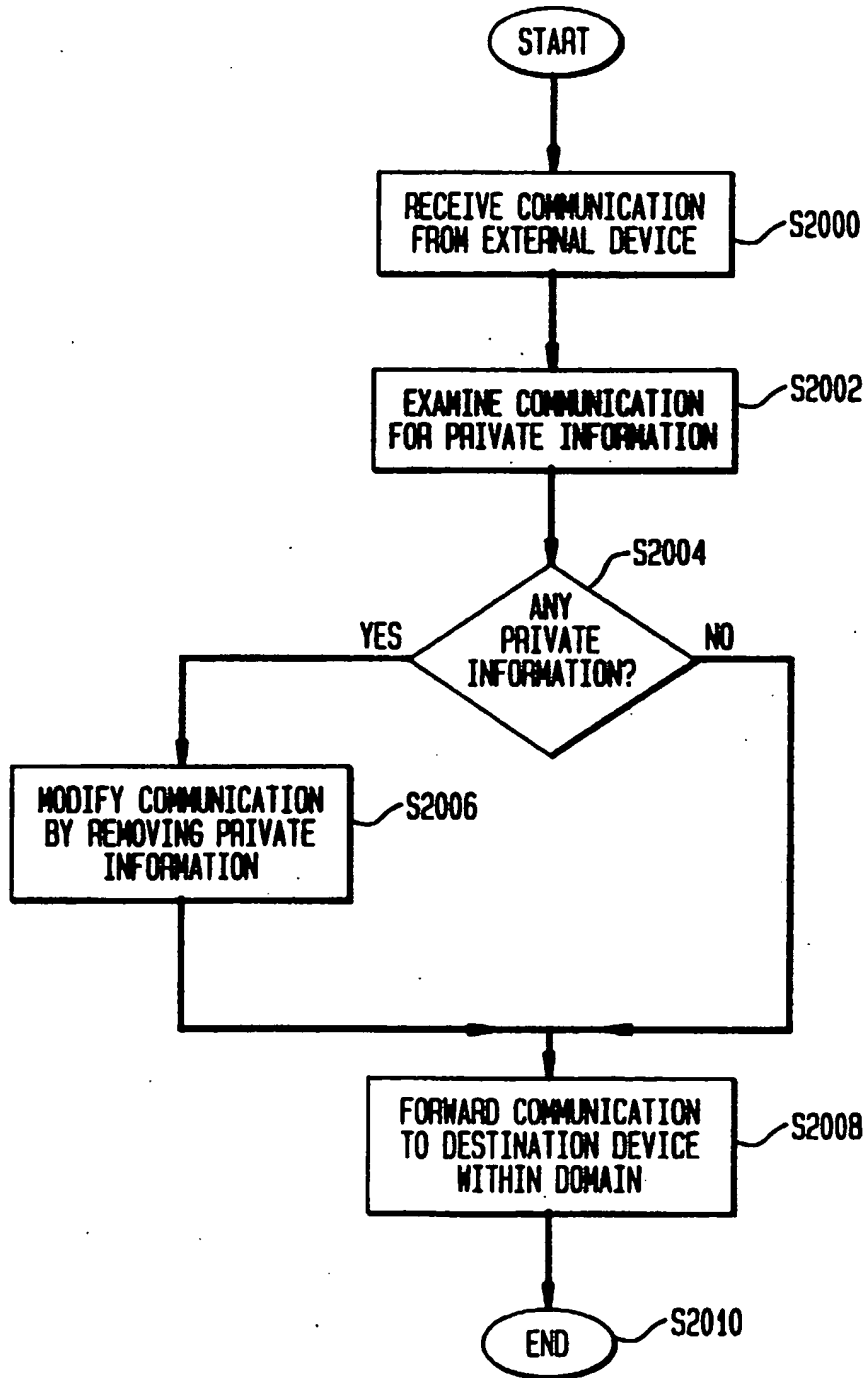 START
RECEIVE COMMUNICATION
FROM EXTERNAL DEVICE
S2000
EXAMINE COMMUNICATION
FOR PRIVATE INFORMATION
S2002
S2004
ANY
PRIVATE
INFORMATION?
YES
NO
MODIFY COMMUNICATION
BY REMOVING PRIVATE
INFORMATION
S2006
FORWARD COMMUNICATION
TO DESTINATION DEVICE
WITHIN DOMAIN
S2008
END
S2010